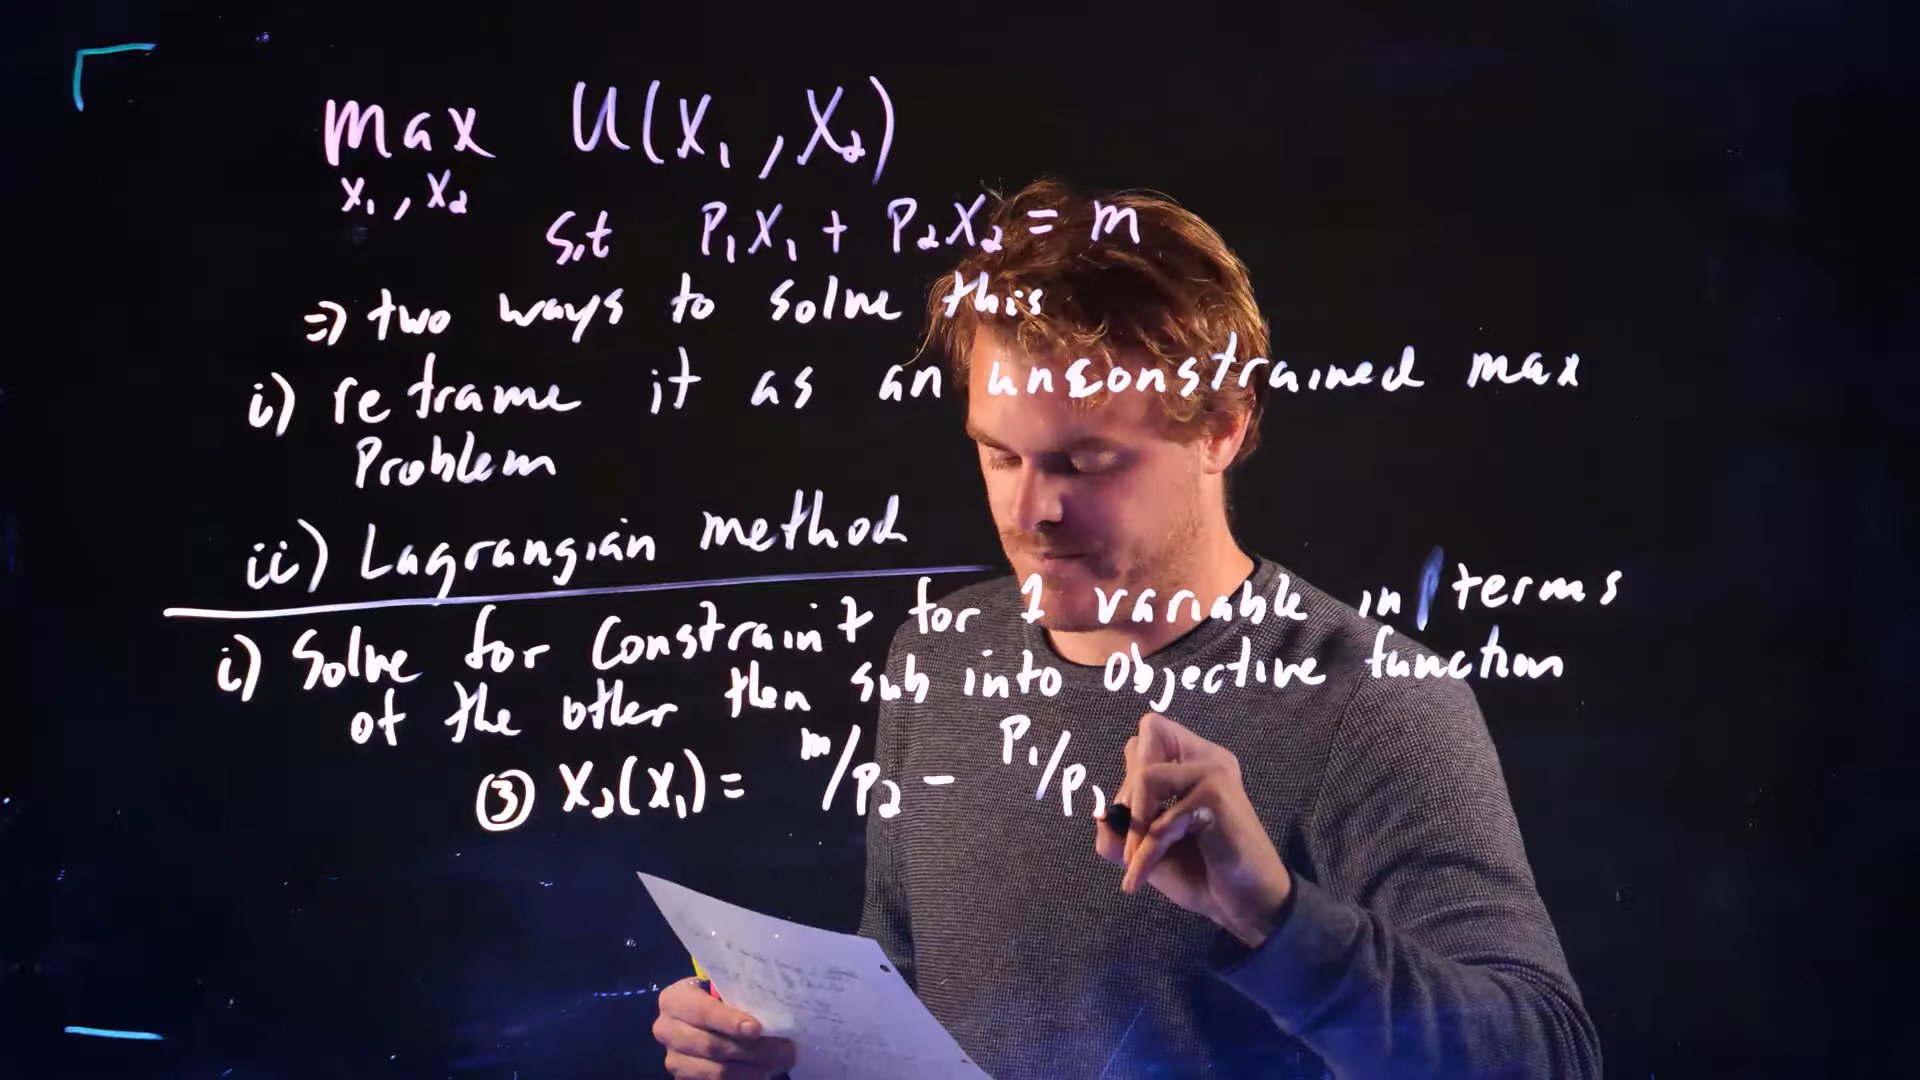 max U(x₁, x₂)
x₁, x₂
s.t P₁x₁ + P₂x₂ = m
⇒ two ways to solve this
i) reframe it as an unconstrained max
Problem
ii) Lagrangian method
i) Solve for constraint for 1 variable in terms
of the other then sub into objective function
③ x₂(x₁) = m/P₂ - P₁/P₂